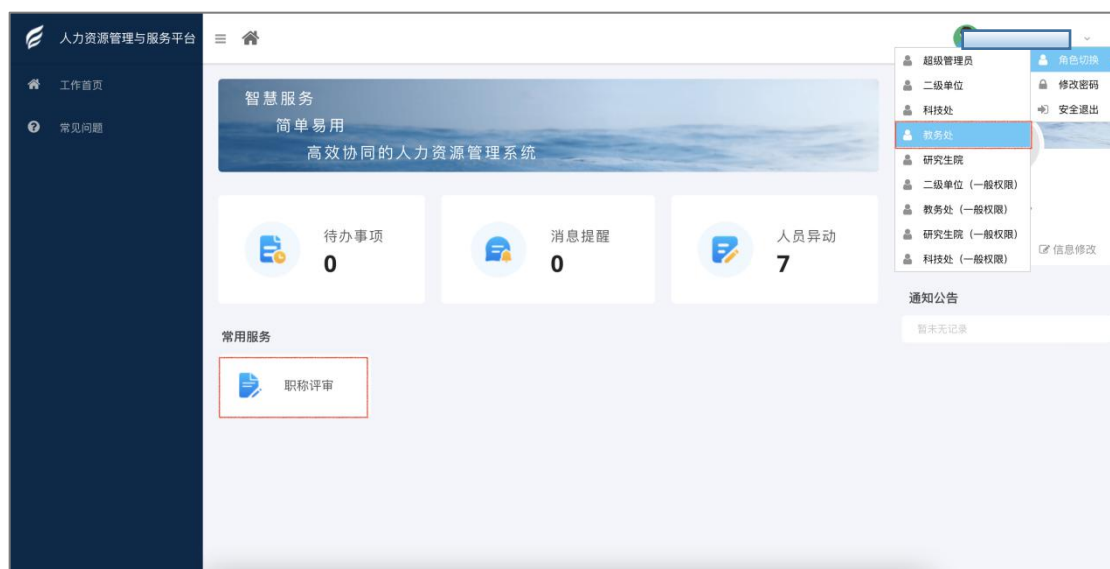 人力资源管理与服务平台
工作首页
常见问题
智慧服务
简单易用
高效协同的人力资源管理系统
待办事项
0
消息提醒
0
人员异动
7
常用服务
职称评审
超级管理员
二级单位
科技处
教务处
研究生院
二级单位（一般权限）
教务处（一般权限）
研究生院（一般权限）
科技处（一般权限）
角色切换
修改密码
安全退出
信息修改
通知公告
暂未无记录